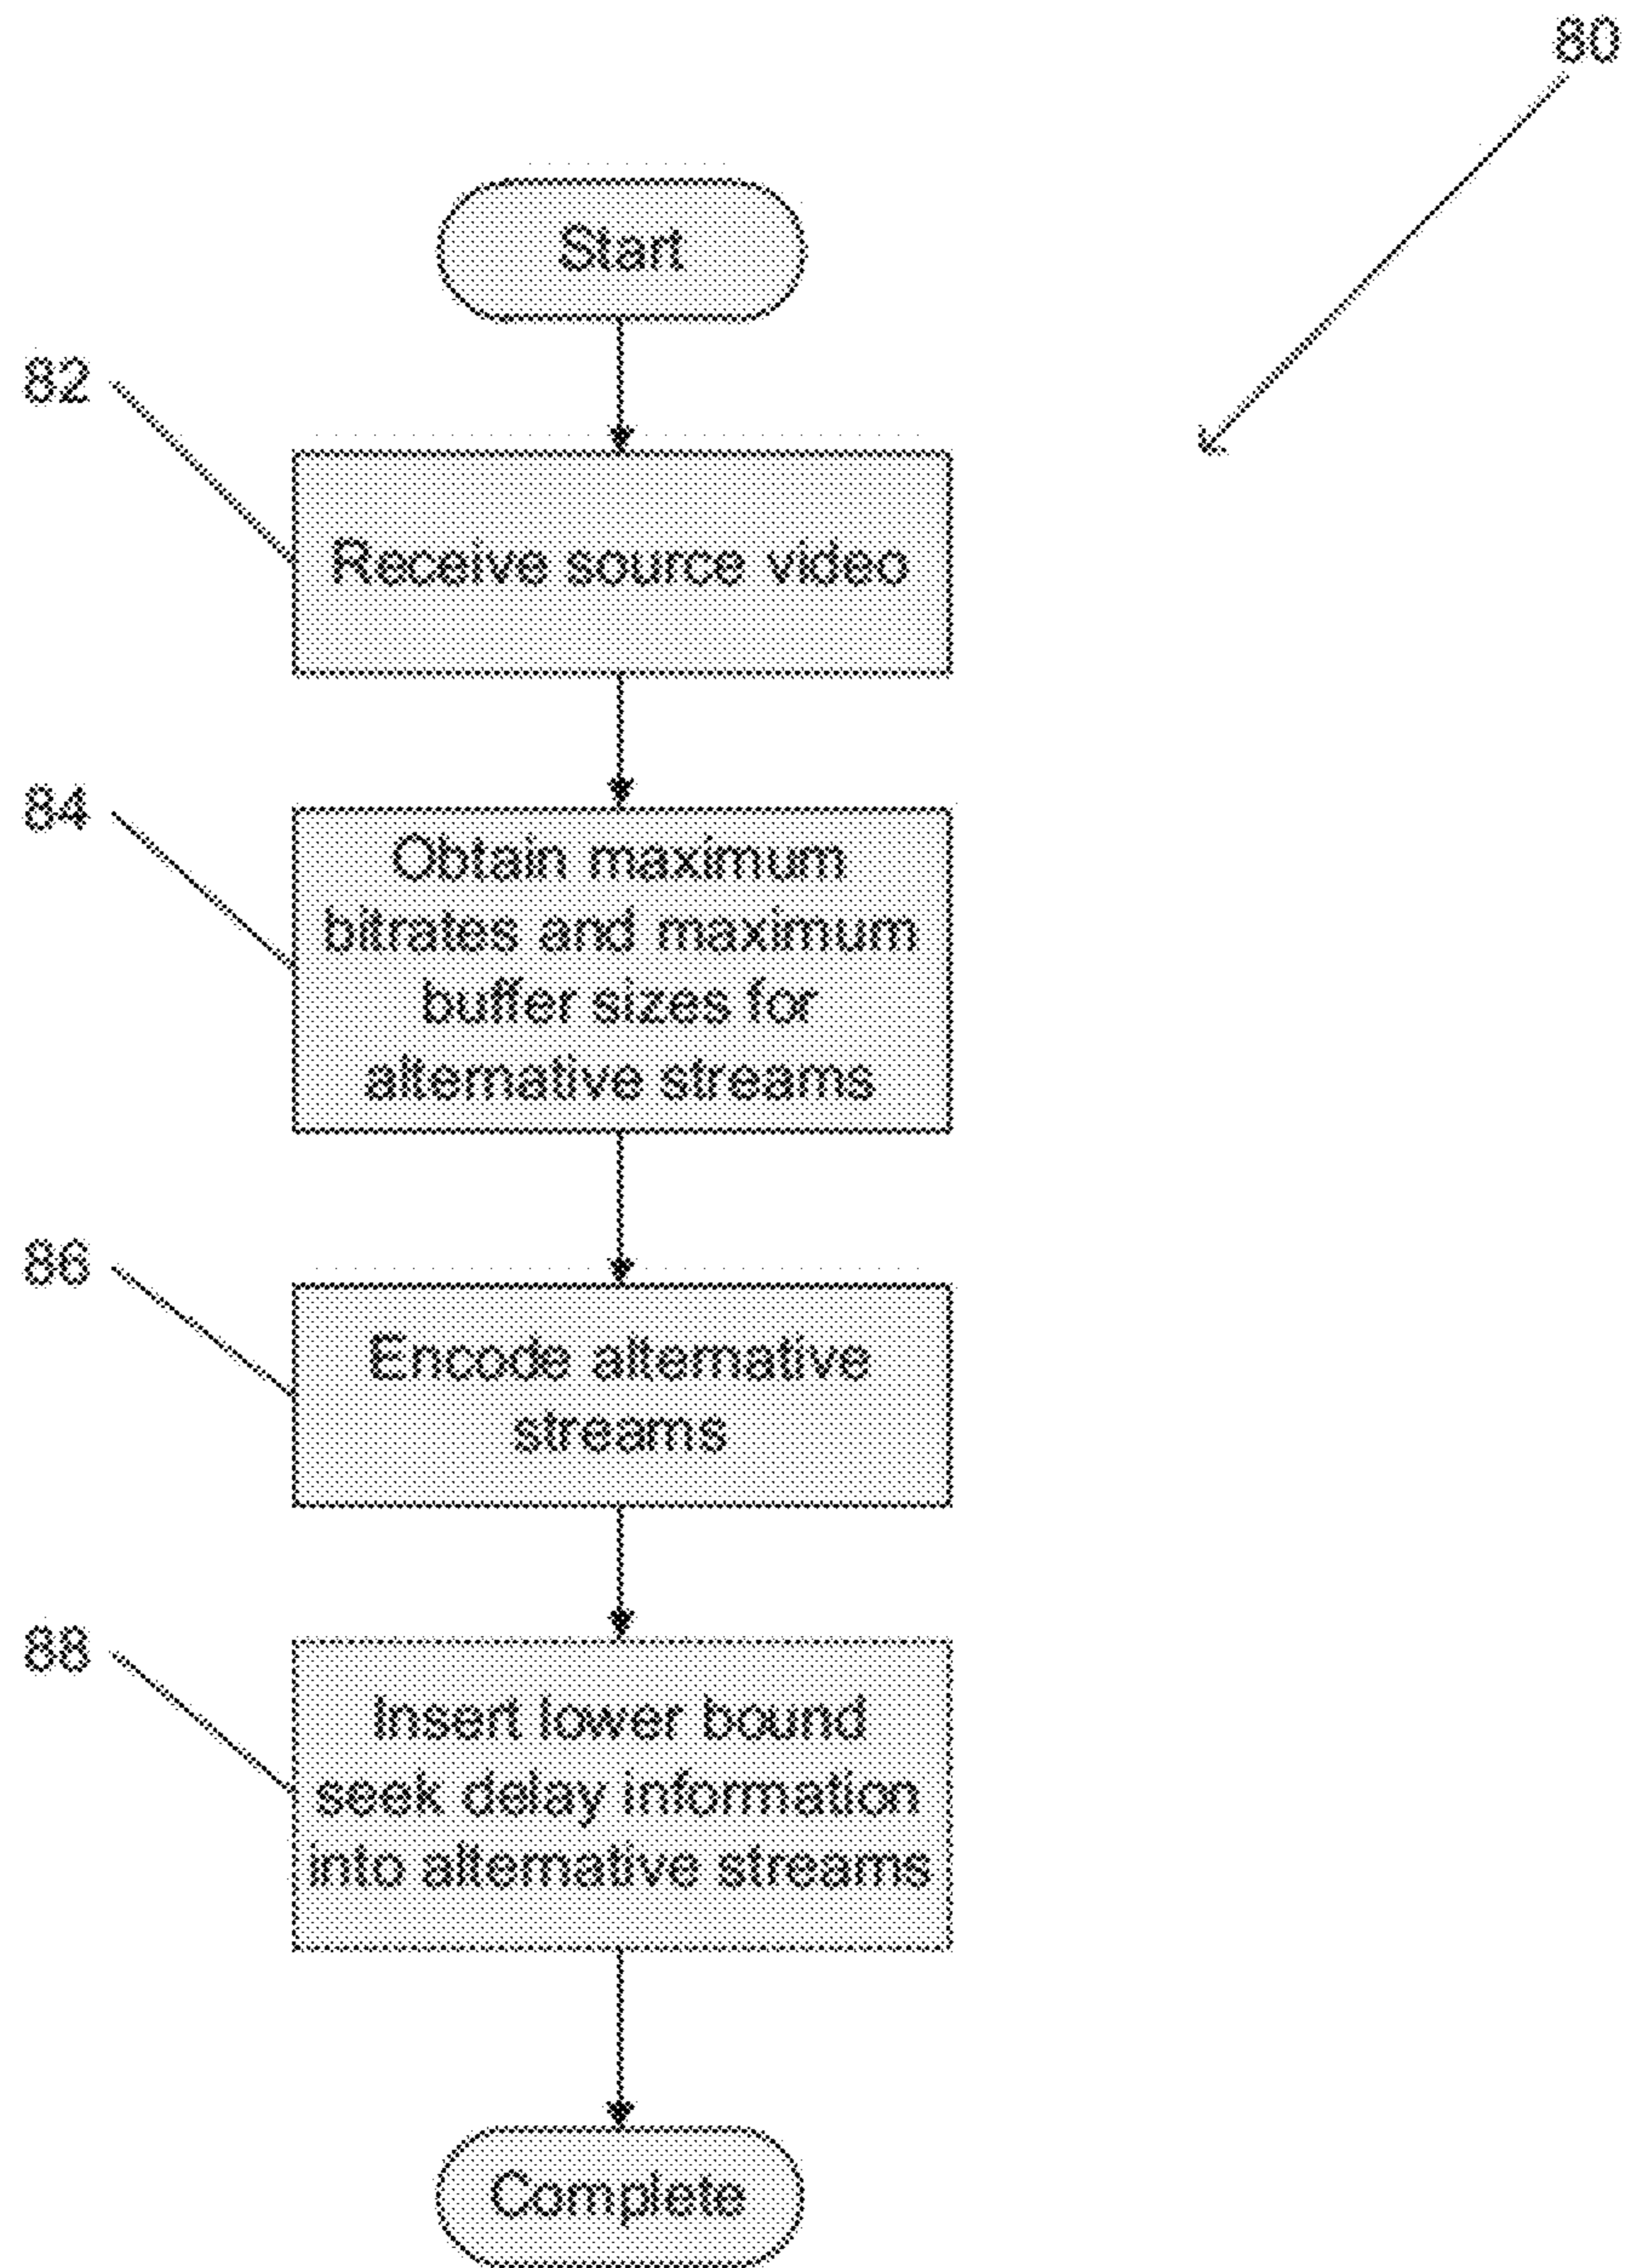 80
Start
82
Receive source video
84
Obtain maximum
bitrates and maximum
buffer sizes for
alternative streams
86
Encode alternative
streams
88
Insert lower bound
seek delay information
into alternative streams
Complete